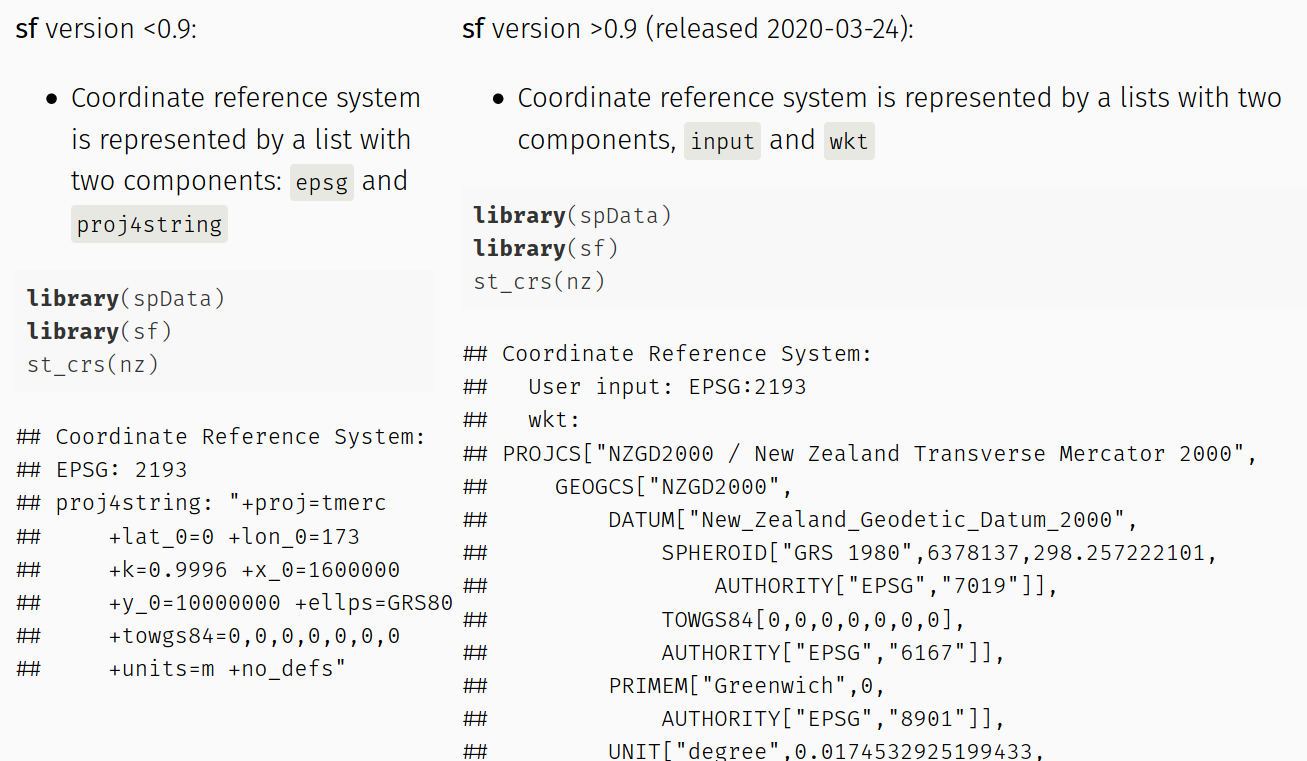 sf version <0.9:
• Coordinate reference system
is represented by a list with
two components: epsg and
proj4string
library(spData)
library(sf)
st_crs(nz)
## Coordinate Reference System:
## EPSG: 2193
## proj4string: "+proj=tmerc
##     +lat_0=0 +lon_0=173
##     +k=0.9996 +x_0=1600000
##     +y_0=10000000 +ellps=GRS80
##     +towgs84=0,0,0,0,0,0,0
##     +units=m +no_defs"
sf version >0.9 (released 2020-03-24):
• Coordinate reference system is represented by a lists with two
components, input and wkt
library(spData)
library(sf)
st_crs(nz)
## Coordinate Reference System:
##   User input: EPSG:2193
##   wkt:
## PROJCS["NZGD2000 / New Zealand Transverse Mercator 2000",
##     GEOGCS["NZGD2000",
##         DATUM["New_Zealand_Geodetic_Datum_2000",
##             SPHEROID["GRS 1980",6378137,298.257222101,
##                 AUTHORITY["EPSG","7019"]],
##             TOWGS84[0,0,0,0,0,0,0],
##             AUTHORITY["EPSG","6167"]],
##         PRIMEM["Greenwich",0,
##             AUTHORITY["EPSG","8901"]],
##         UNIT["degree",0.0174532925199433,